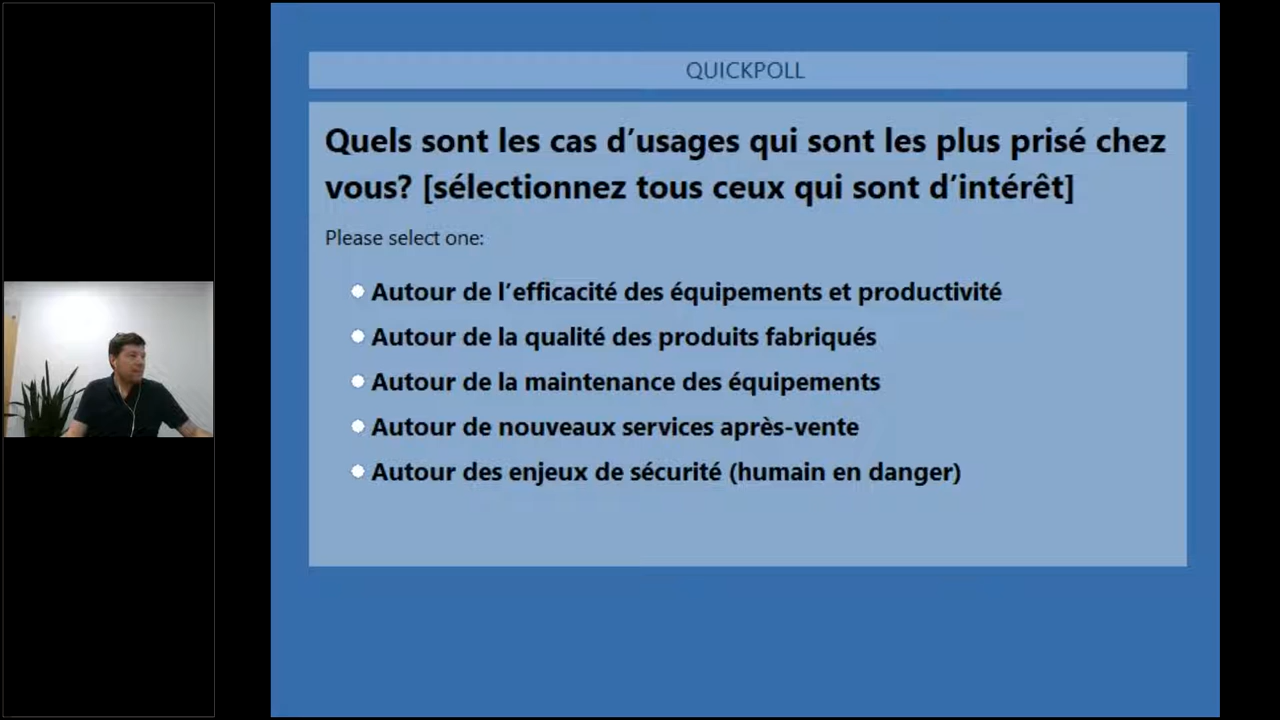 QUICKPOLL
Quels sont les cas d’usages qui sont les plus prisé chez
vous? [sélectionnez tous ceux qui sont d’intérêt]
Please select one:
Autour de l’efficacité des équipements et productivité
Autour de la qualité des produits fabriqués
Autour de la maintenance des équipements
Autour de nouveaux services après-vente
Autour des enjeux de sécurité (humain en danger)